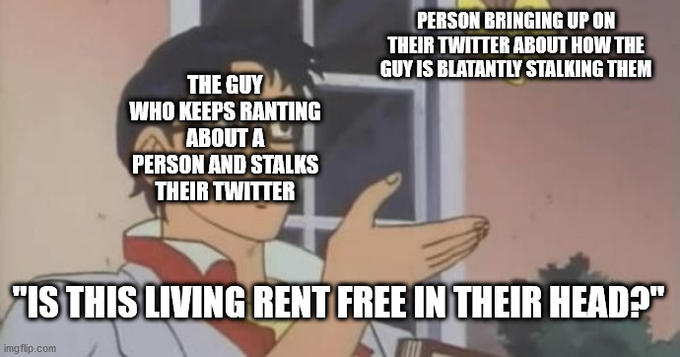 PERSON BRINGING UP ON
THEIR TWITTER ABOUT HOW THE
GUY IS BLATANTLY STALKING THEM
THE GUY
WHO KEEPS RANTING
ABOUT A
PERSON AND STALKS
THEIR TWITTER
"IS THIS LIVING RENT FREE IN THEIR HEAD?"
imgflip.com